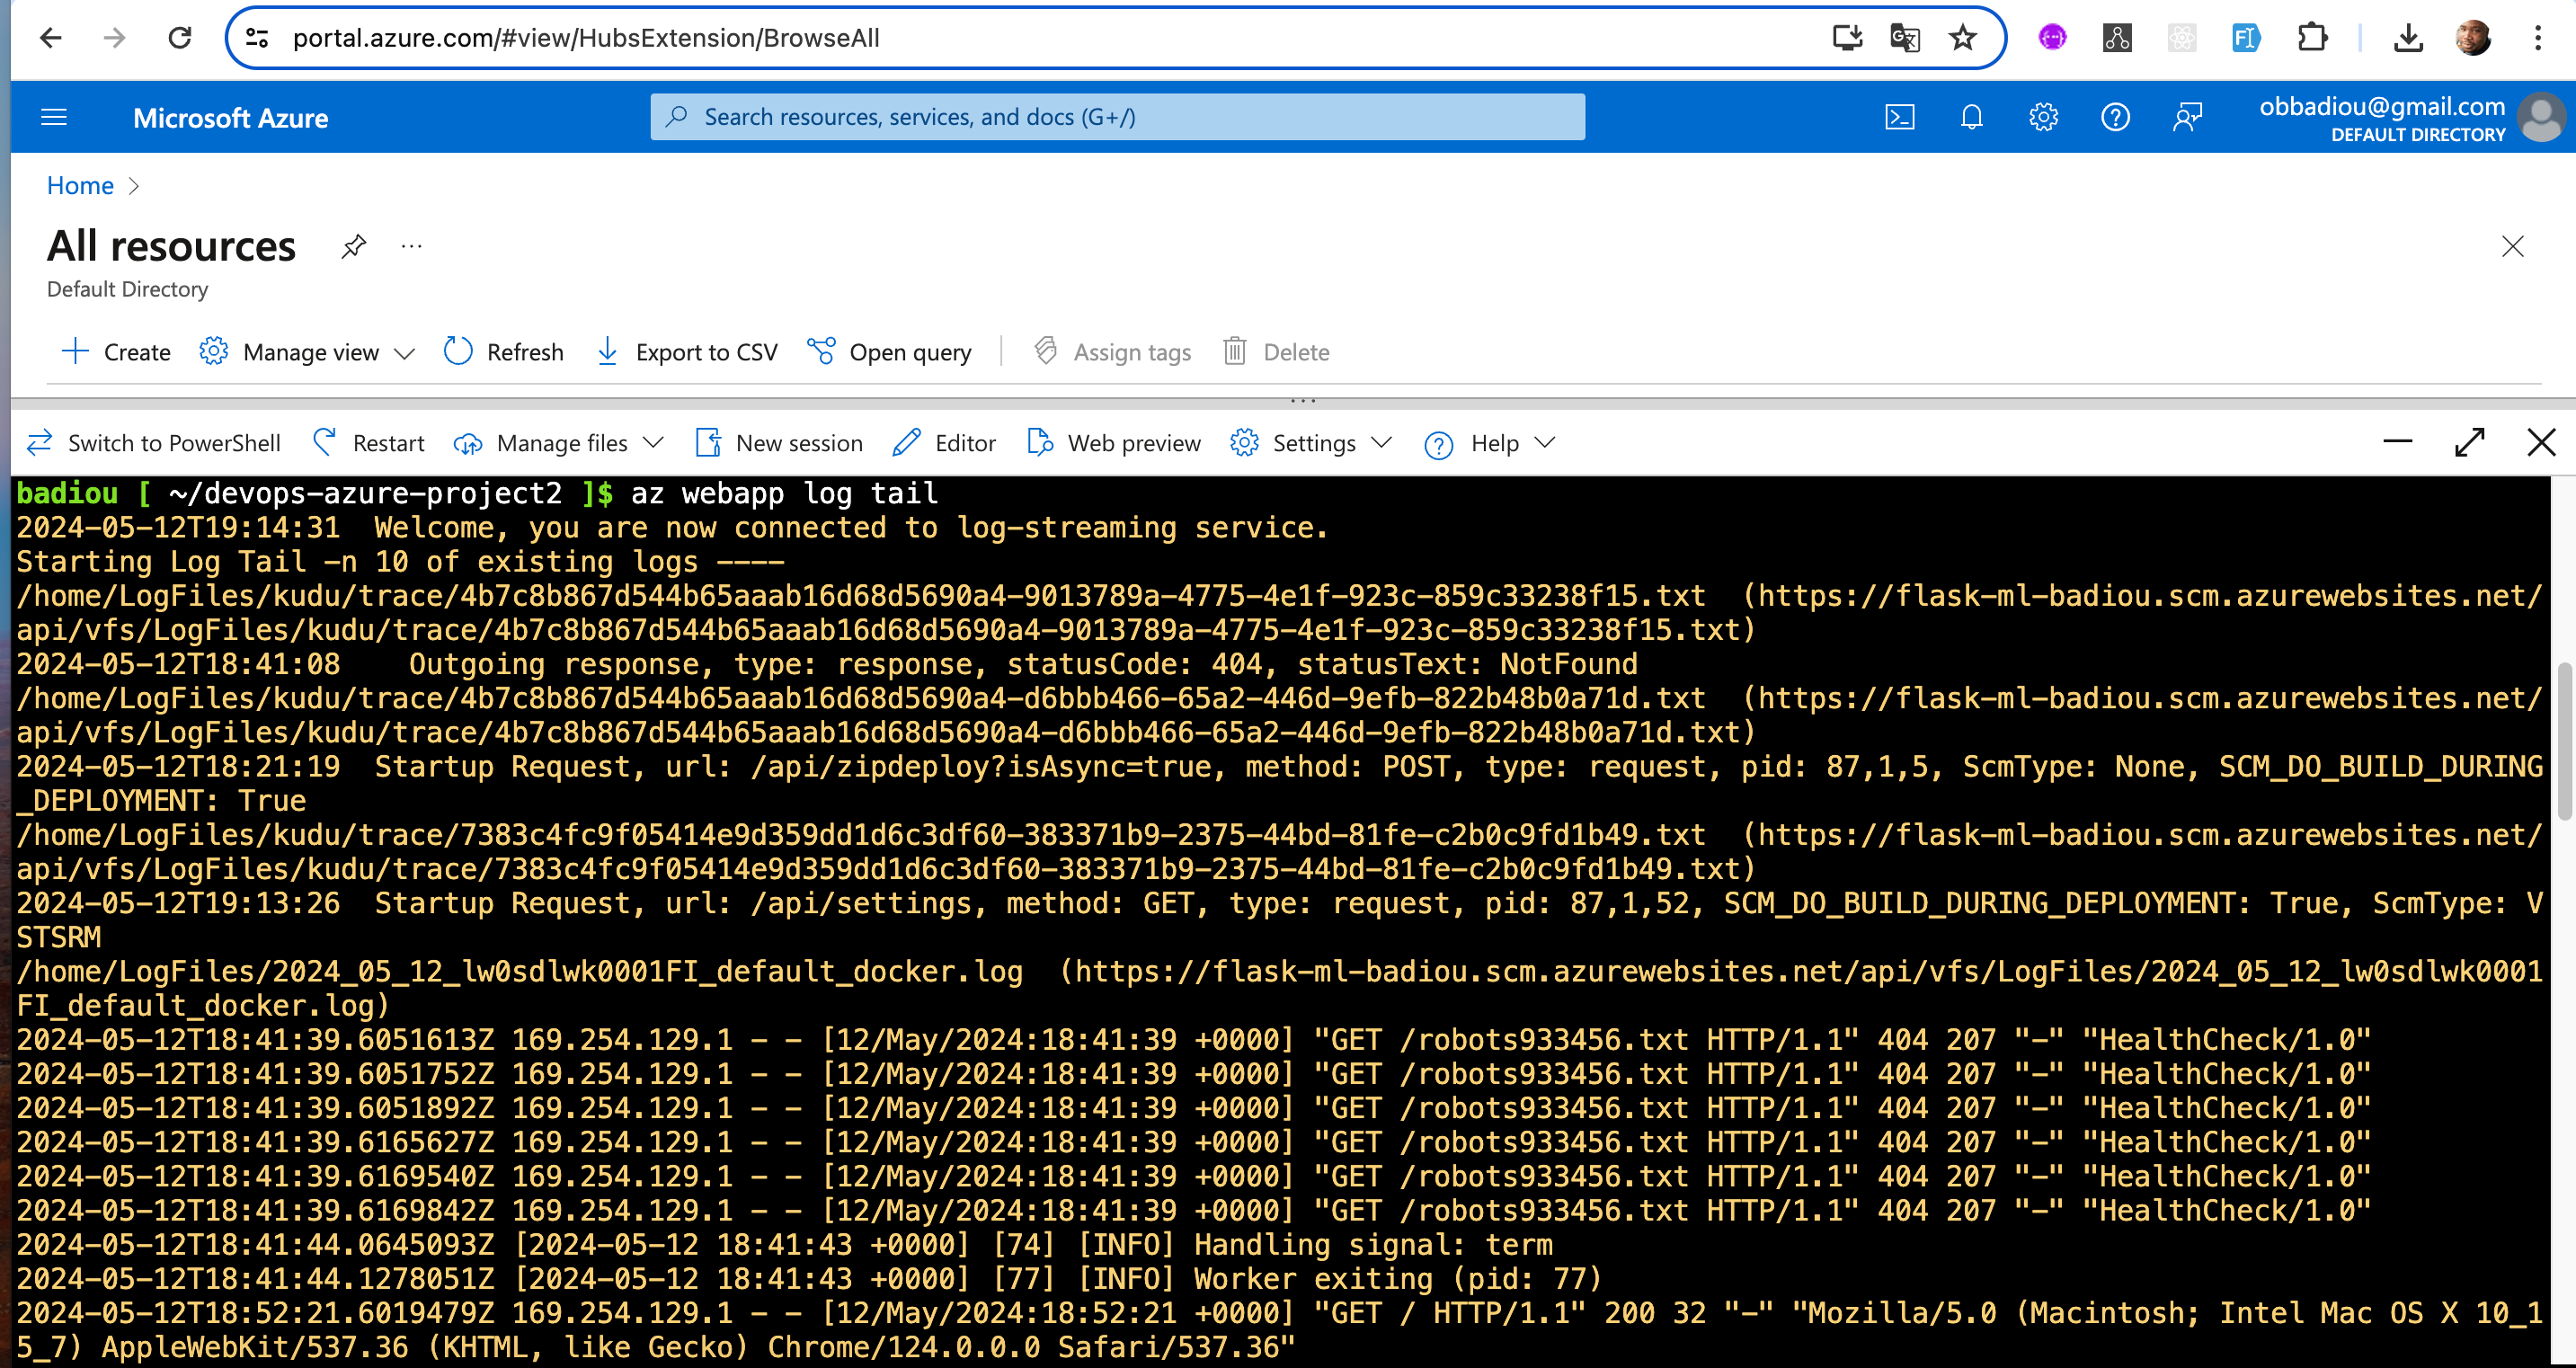 portal.azure.com/#view/HubsExtension/BrowseAll
Microsoft Azure
Search resources, services, and docs (G+/)
obbadiou@gmail.com
DEFAULT DIRECTORY
Home
All resources
Default Directory
Create Manage view Refresh Export to CSV Open query Assign tags Delete
Switch to PowerShell Restart Manage files New session Editor Web preview Settings Help
badiou [ ~/devops-azure-project2 ]$ az webapp log tail
2024-05-12T19:14:31  Welcome, you are now connected to log-streaming service.
Starting Log Tail -n 10 of existing logs ----
/home/LogFiles/kudu/trace/4b7c8b867d544b65aaab16d68d5690a4-9013789a-4775-4e1f-923c-859c33238f15.txt  (https://flask-ml-badiou.scm.azurewebsites.net/
api/vfs/LogFiles/kudu/trace/4b7c8b867d544b65aaab16d68d5690a4-9013789a-4775-4e1f-923c-859c33238f15.txt)
2024-05-12T18:41:08    Outgoing response, type: response, statusCode: 404, statusText: NotFound
/home/LogFiles/kudu/trace/4b7c8b867d544b65aaab16d68d5690a4-d6bbb466-65a2-446d-9efb-822b48b0a71d.txt  (https://flask-ml-badiou.scm.azurewebsites.net/
api/vfs/LogFiles/kudu/trace/4b7c8b867d544b65aaab16d68d5690a4-d6bbb466-65a2-446d-9efb-822b48b0a71d.txt)
2024-05-12T18:21:19  Startup Request, url: /api/zipdeploy?isAsync=true, method: POST, type: request, pid: 87,1,5, ScmType: None, SCM_DO_BUILD_DURING
_DEPLOYMENT: True
/home/LogFiles/kudu/trace/7383c4fc9f05414e9d359dd1d6c3df60-383371b9-2375-44bd-81fe-c2b0c9fd1b49.txt  (https://flask-ml-badiou.scm.azurewebsites.net/
api/vfs/LogFiles/kudu/trace/7383c4fc9f05414e9d359dd1d6c3df60-383371b9-2375-44bd-81fe-c2b0c9fd1b49.txt)
2024-05-12T19:13:26  Startup Request, url: /api/settings, method: GET, type: request, pid: 87,1,52, SCM_DO_BUILD_DURING_DEPLOYMENT: True, ScmType: V
STSRM
/home/LogFiles/2024_05_12_lw0sdlwk0001FI_default_docker.log  (https://flask-ml-badiou.scm.azurewebsites.net/api/vfs/LogFiles/2024_05_12_lw0sdlwk0001
FI_default_docker.log)
2024-05-12T18:41:39.6051613Z 169.254.129.1 - - [12/May/2024:18:41:39 +0000] "GET /robots933456.txt HTTP/1.1" 404 207 "-" "HealthCheck/1.0"
2024-05-12T18:41:39.6051752Z 169.254.129.1 - - [12/May/2024:18:41:39 +0000] "GET /robots933456.txt HTTP/1.1" 404 207 "-" "HealthCheck/1.0"
2024-05-12T18:41:39.6051892Z 169.254.129.1 - - [12/May/2024:18:41:39 +0000] "GET /robots933456.txt HTTP/1.1" 404 207 "-" "HealthCheck/1.0"
2024-05-12T18:41:39.6165627Z 169.254.129.1 - - [12/May/2024:18:41:39 +0000] "GET /robots933456.txt HTTP/1.1" 404 207 "-" "HealthCheck/1.0"
2024-05-12T18:41:39.6169540Z 169.254.129.1 - - [12/May/2024:18:41:39 +0000] "GET /robots933456.txt HTTP/1.1" 404 207 "-" "HealthCheck/1.0"
2024-05-12T18:41:39.6169842Z 169.254.129.1 - - [12/May/2024:18:41:39 +0000] "GET /robots933456.txt HTTP/1.1" 404 207 "-" "HealthCheck/1.0"
2024-05-12T18:41:44.0645093Z [2024-05-12 18:41:43 +0000] [74] [INFO] Handling signal: term
2024-05-12T18:41:44.1278051Z [2024-05-12 18:41:43 +0000] [77] [INFO] Worker exiting (pid: 77)
2024-05-12T18:52:21.6019479Z 169.254.129.1 - - [12/May/2024:18:52:21 +0000] "GET / HTTP/1.1" 200 32 "-" "Mozilla/5.0 (Macintosh; Intel Mac OS X 10_1
5_7) AppleWebKit/537.36 (KHTML, like Gecko) Chrome/124.0.0.0 Safari/537.36"